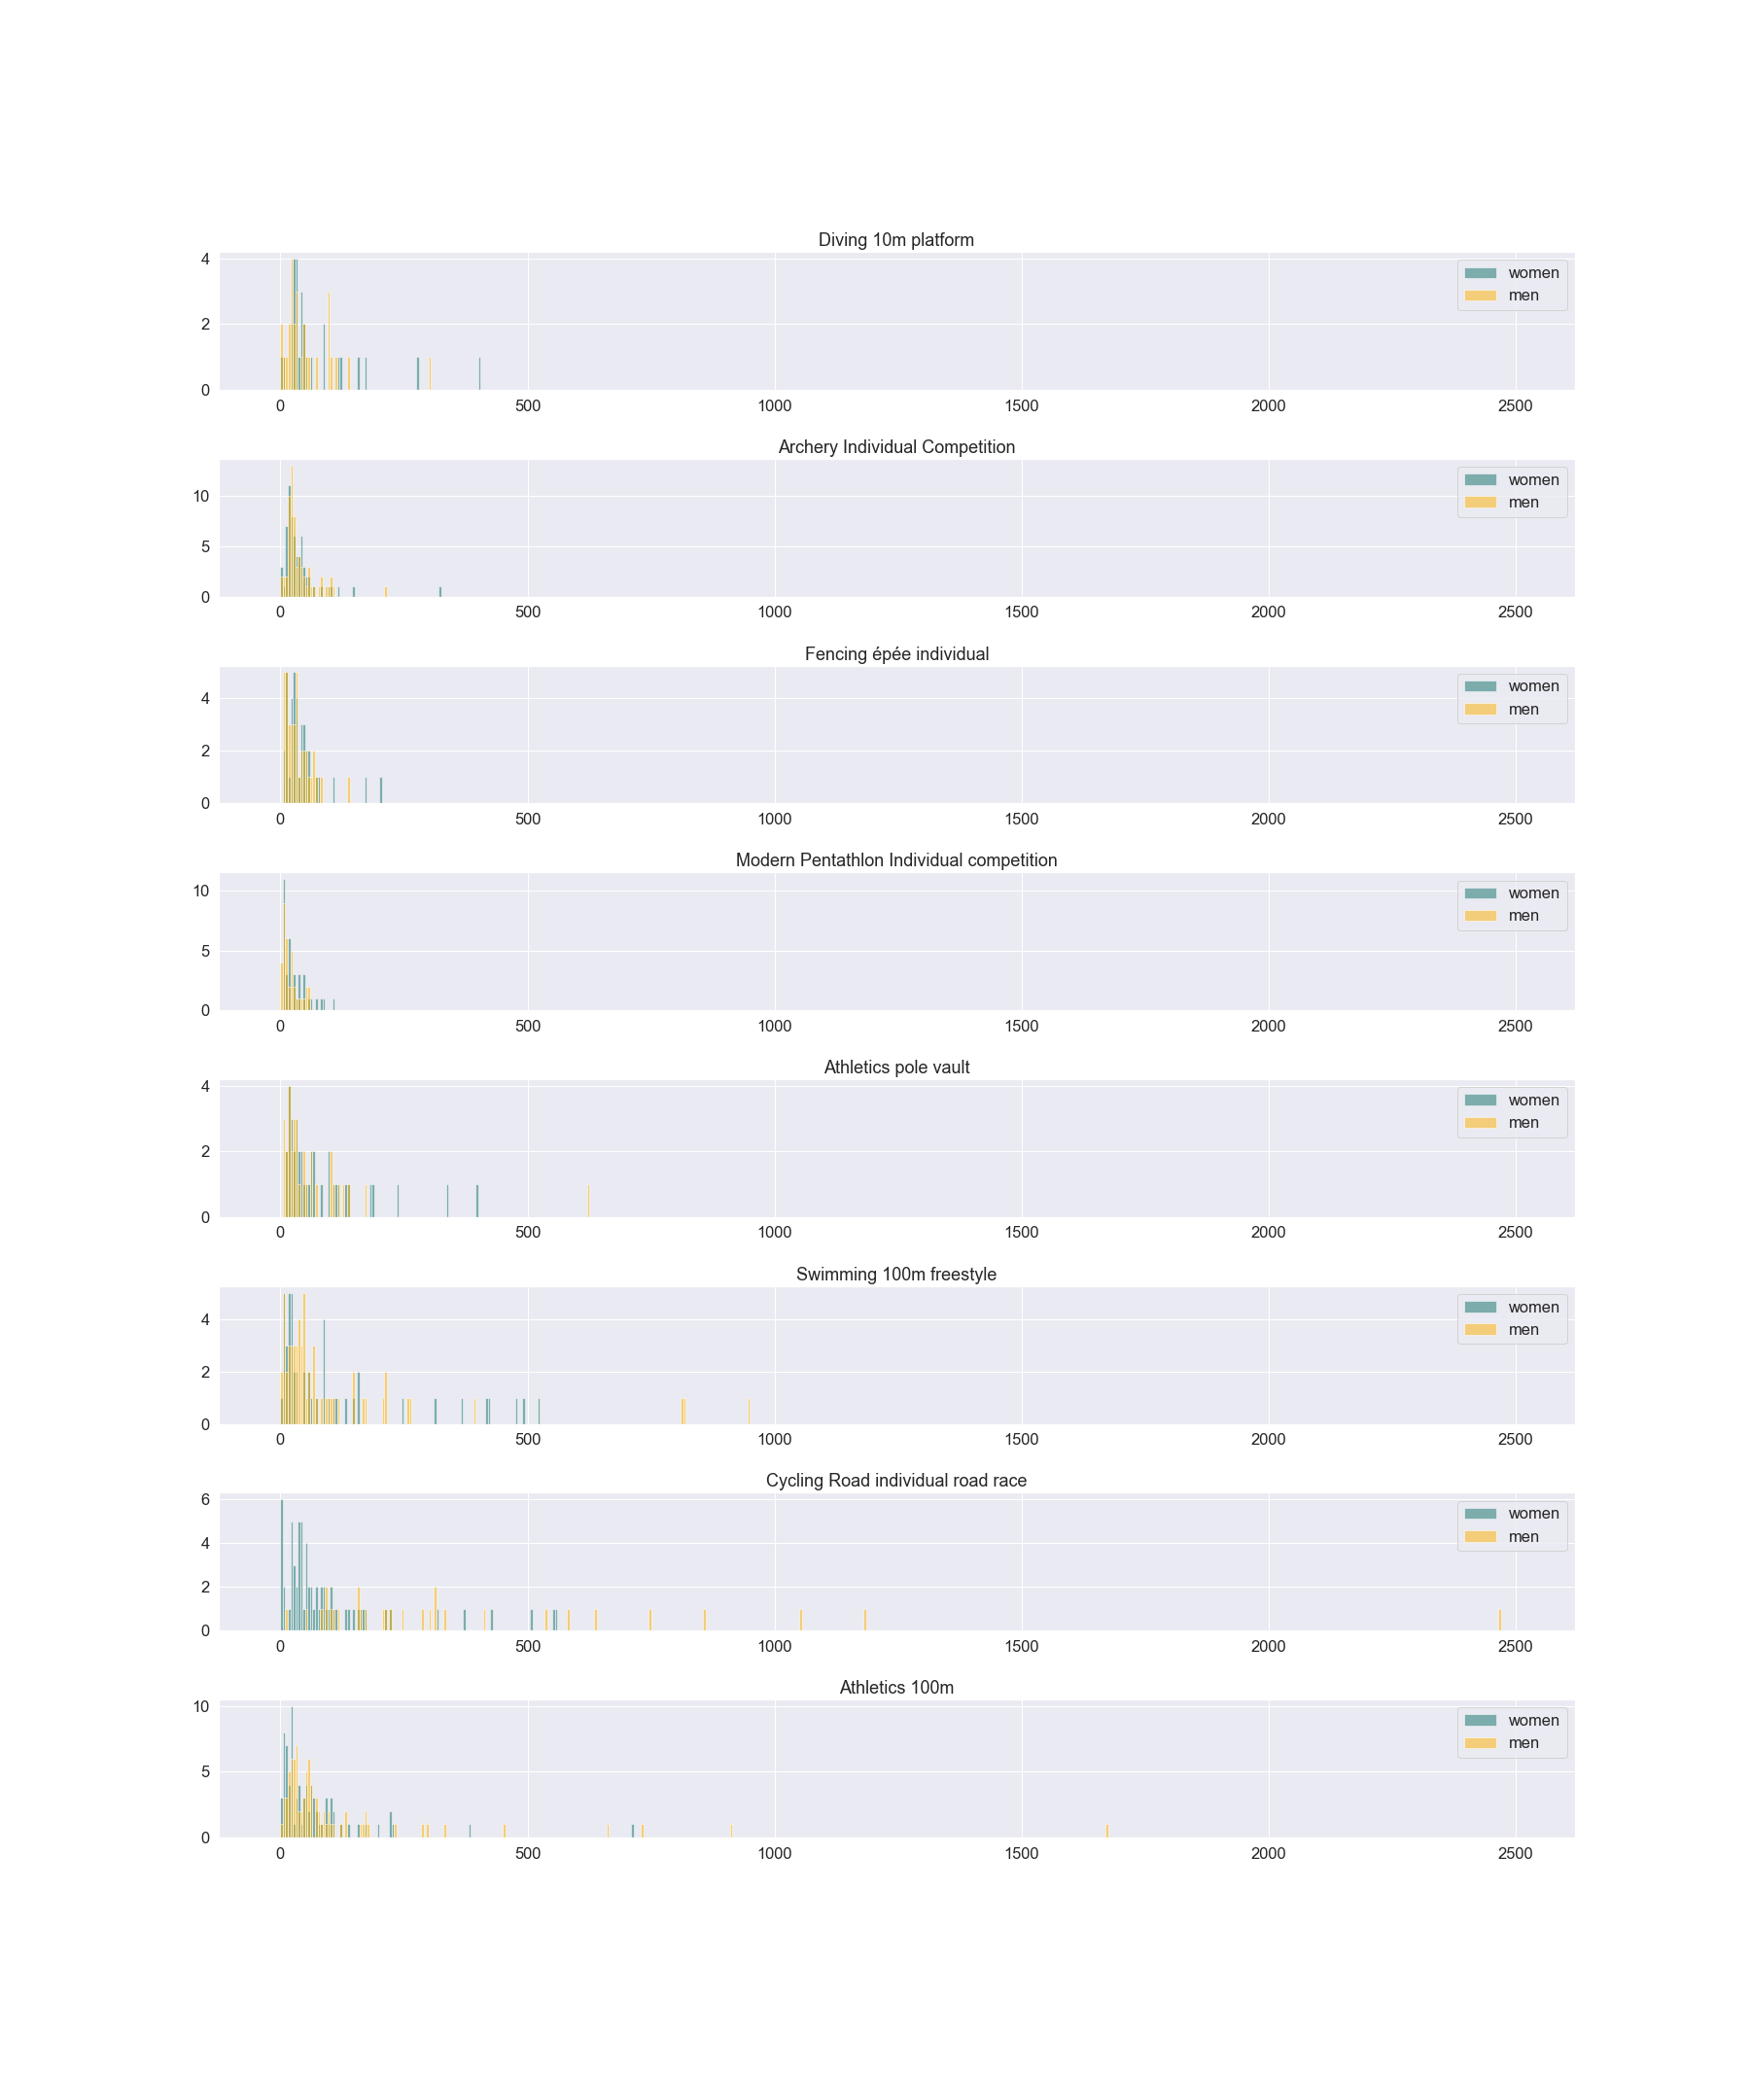 Diving 10m platform
4
2
0
women
men
0 500 1000 1500 2000 2500
Archery Individual Competition
10
5
0
women
men
0 500 1000 1500 2000 2500
Fencing épée individual
4
2
0
women
men
0 500 1000 1500 2000 2500
Modern Pentathlon Individual competition
10
5
0
women
men
0 500 1000 1500 2000 2500
Athletics pole vault
4
2
0
women
men
0 500 1000 1500 2000 2500
Swimming 100m freestyle
4
2
0
women
men
0 500 1000 1500 2000 2500
Cycling Road individual road race
6
4
2
0
women
men
0 500 1000 1500 2000 2500
Athletics 100m
10
5
0
women
men
0 500 1000 1500 2000 2500